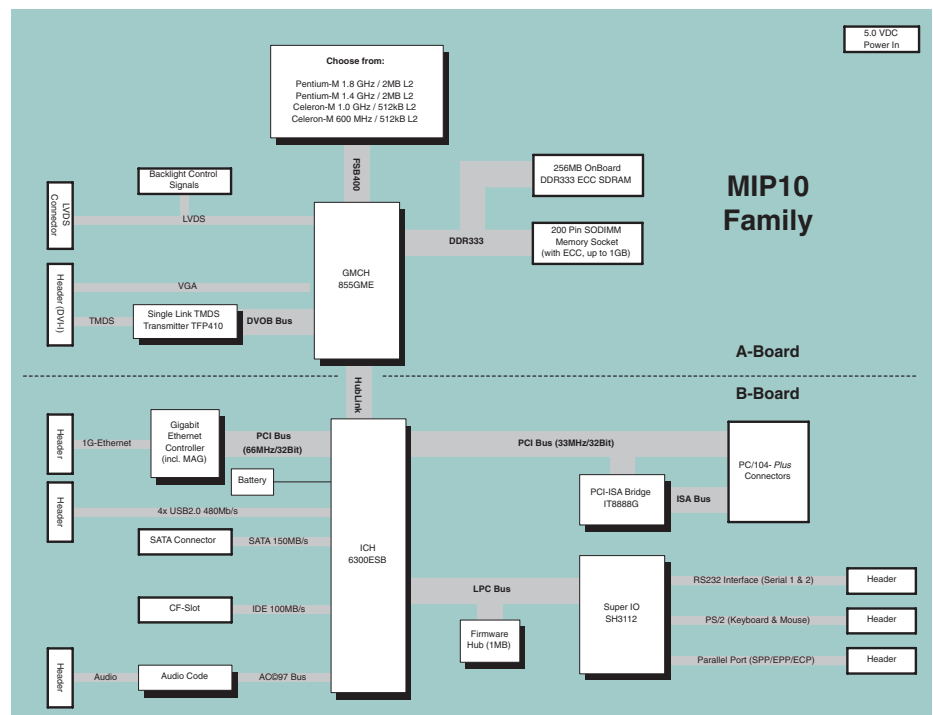 5.0 VDC
Power In
Choose from:
Pentium-M 1.8 GHz / 2MB L2
Pentium-M 1.4 GHz / 2MB L2
Celeron-M 1.0 GHz / 512kB L2
Celeron-M 600 MHz / 512kB L2
FSB400
Backlight Control
Signals
LVDS
Connector
LVDS
256MB OnBoard
DDR333 ECC SDRAM
MIP10
Family
DDR333
200 Pin SODIMM
Memory Socket
(with ECC, up to 1GB)
GMCH
855GME
Header (DVI-I)
VGA
TMDS
Single Link TMDS
Transmitter TFP410
DVOB Bus
A-Board
HubLink
B-Board
Header
1G-Ethernet
Gigabit
Ethernet
Controller
(incl. MAG)
PCI Bus
(66MHz/32Bit)
PCI Bus (33MHz/32Bit)
PC/104- Plus
Connectors
Battery
PCI-ISA Bridge
IT8888G
ISA Bus
Header
4x USB2.0 480Mb/s
SATA Connector
SATA 150MB/s
ICH
6300ESB
LPC Bus
Super IO
SH3112
RS232 Interface (Serial 1 & 2)
Header
CF-Slot
IDE 100MB/s
Firmware
Hub (1MB)
PS/2 (Keyboard & Mouse)
Header
Parallel Port (SPP/EPP/ECP)
Header
Header
Audio
Audio Code
AC©97 Bus